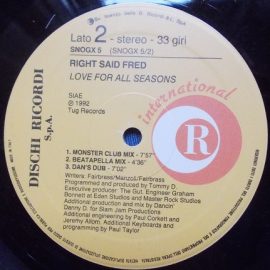 Lato 2 - stereo - 33 giri
SNOGX 5 (SNOGX 5/2)
RIGHT SAID FRED
LOVE FOR ALL SEASONS
SIAE
℗ 1992
Tug Records
international
R
DISCHI RICORDI
S.p.A.
1. MONSTER CLUB MIX - 7'57"
2. BEATAPELLA MIX - 4'36"
3. DAN'S DUB - 7'02"
Writers: Fairbrass/Manzoli/Fairbrass
Programmed and produced by Tommy D.
Executive producer: The Gut. Engineer Graham
Bonnett at Eden Studios and Master Rock Studios
Additional production and mix by Dancin'
Danny D. for Slam Jam Productions
Additional engineering by Paul Corkett and
Jeremy Allom. Additional Keyboards and
programming by Paul Taylor